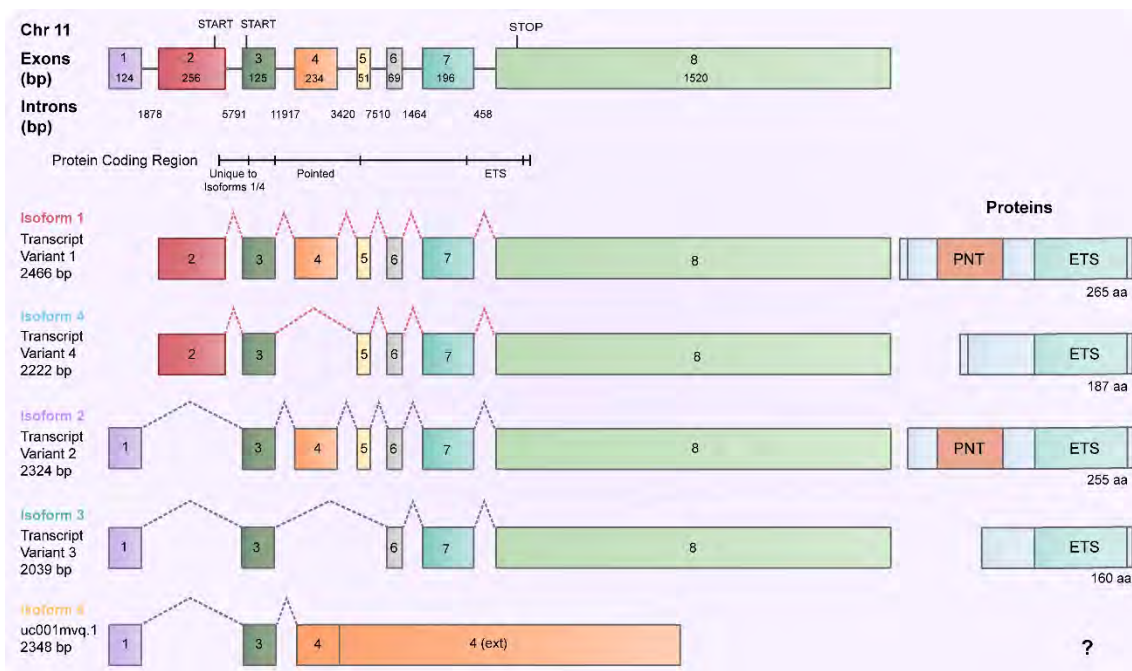 START START STOP
Chr 11
Exons (bp)
1 2 3 4 5 6 7 8
124 256 125 234 51 69 196 1520
Introns (bp)
1878 5791 11917 3420 7510 1464 458
Protein Coding Region
Unique to Isoforms 1/4 Pointed ETS
Proteins
Isoform 1
Transcript Variant 1
2466 bp
2 3 4 5 6 7 8
PNT ETS
265 aa
Isoform 4
Transcript Variant 4
2222 bp
2 3 5 6 7 8
ETS
187 aa
Isoform 2
Transcript Variant 2
2324 bp
1 3 4 5 6 7 8
PNT ETS
255 aa
Isoform 3
Transcript Variant 3
2039 bp
1 3 6 7 8
ETS
160 aa
Isoform
uc001mvq.1
2348 bp
1 3 4 4 (ext)
?